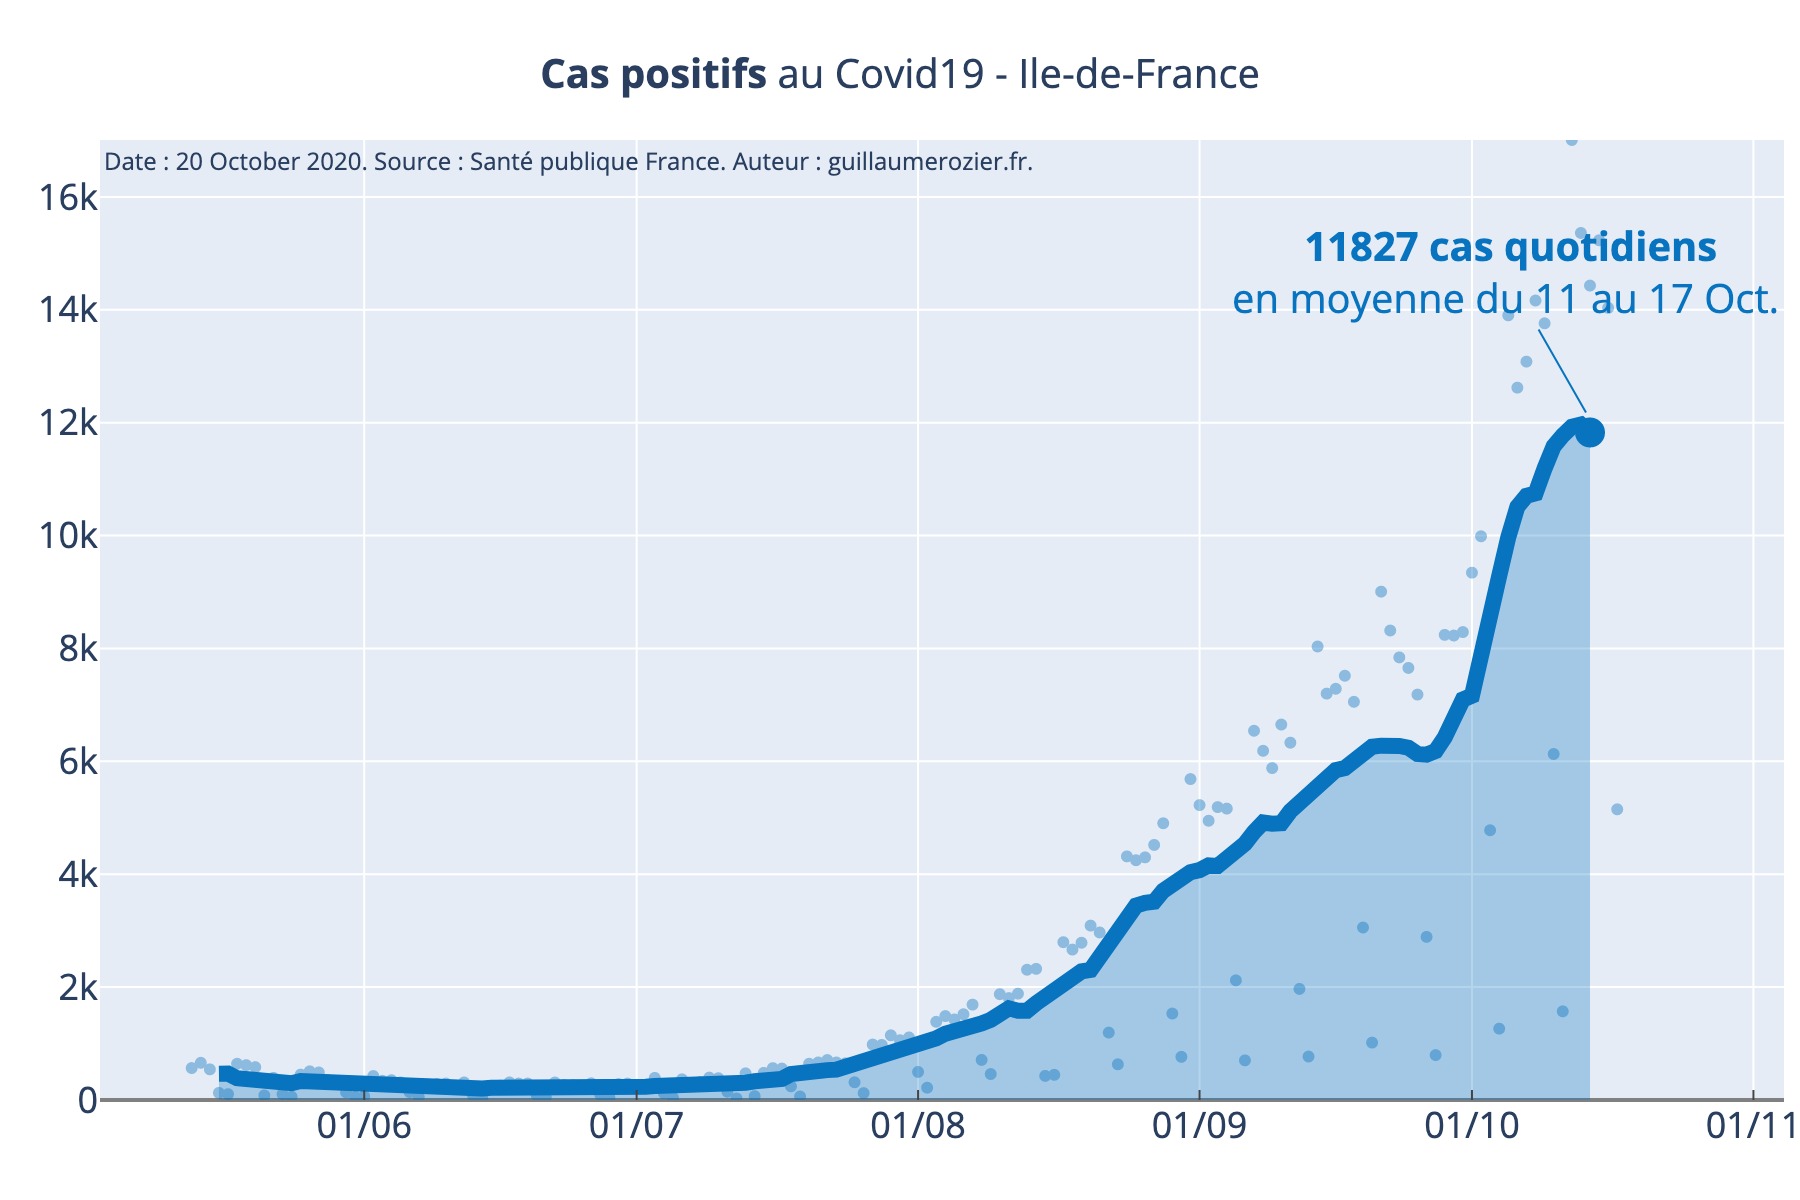 Cas positifs au Covid19 - Ile-de-France
Date : 20 October 2020. Source : Santé publique France. Auteur : guillaumerozier.fr.
16k
11827 cas quotidiens
en moyenne du 11 au 17 Oct.
14k
12k
10k
8k
6k
4k
2k
0
01/06 01/07 01/08 01/09 01/10 01/11